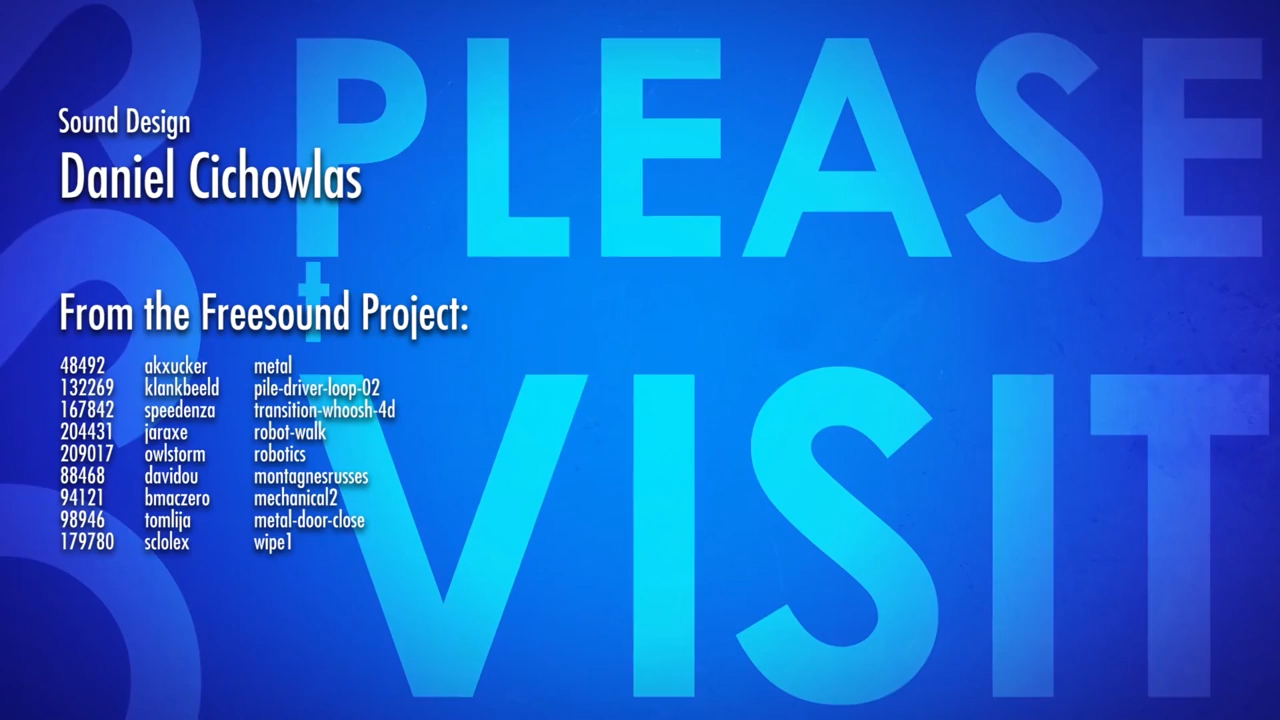 PLEASE
Sound Design
Daniel Cichowlas
t
From the Freesound Project:
48492 akxucker metal
132269 klankbeeld pile-driver-loop-02
167842 speedenza transition-whoosh-4d
204431 jaraxe robot-walk
209017 owlstorm robotics
88468 davidou montagnesrusses
94121 bmaczero mechanical2
98946 tomlija metal-door-close
179780 sclolex wipe1
VISIT